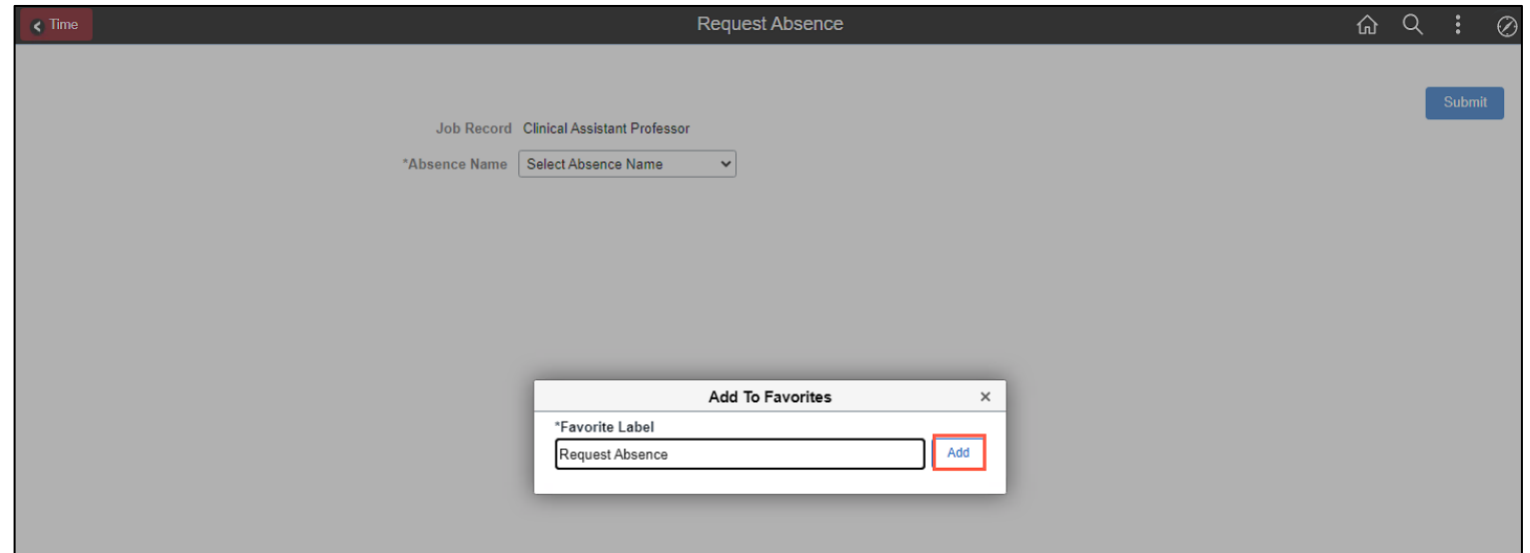 Time
Request Absence
Submit
Job Record Clinical Assistant Professor
*Absence Name Select Absence Name
Add To Favorites ×
*Favorite Label
Request Absence Add